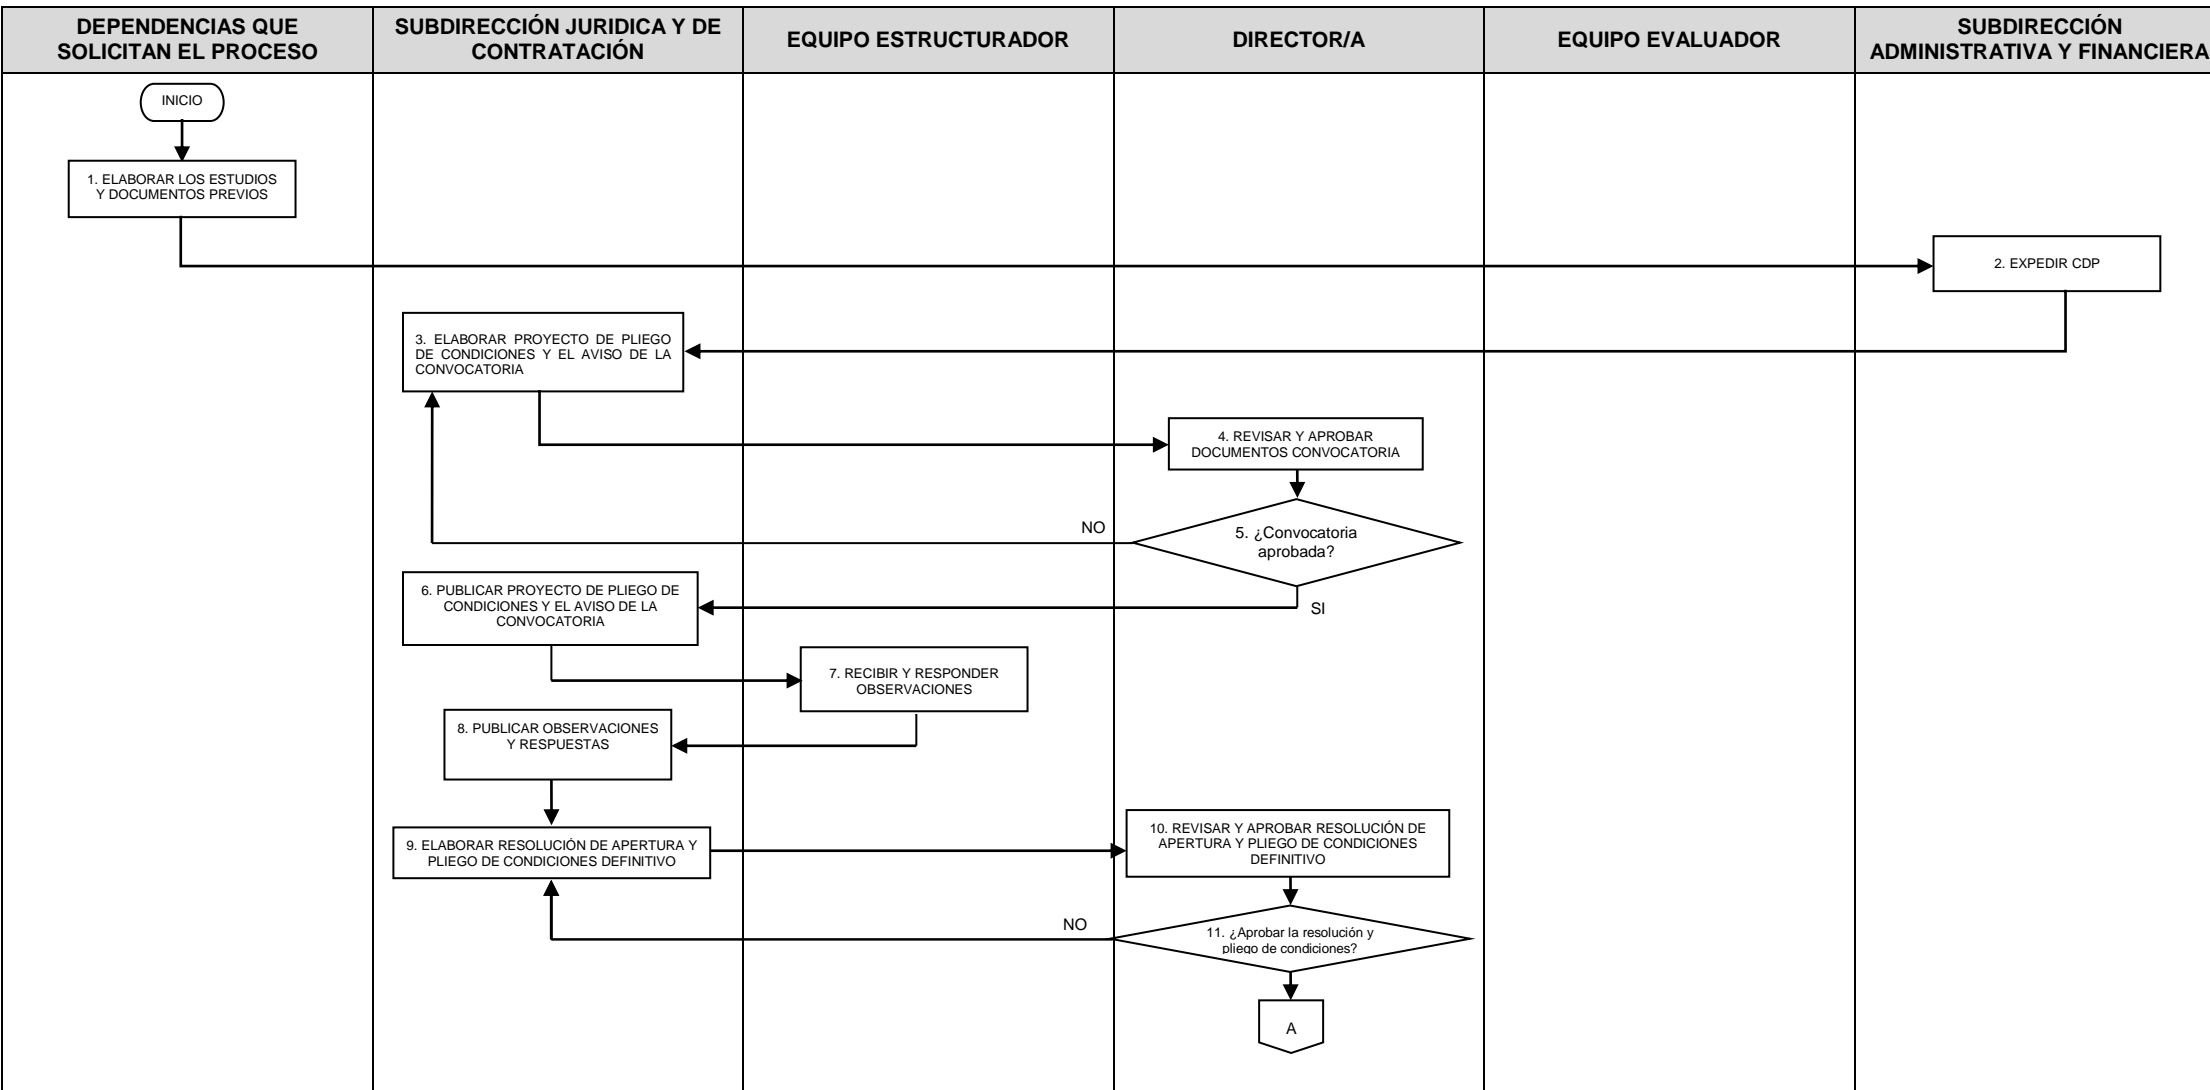 DEPENDENCIAS QUE
SOLICITAN EL PROCESO
SUBDIRECCIÓN JURIDICA Y DE
CONTRATACIÓN
EQUIPO ESTRUCTURADOR
DIRECTOR/A
EQUIPO EVALUADOR
SUBDIRECCIÓN
ADMINISTRATIVA Y FINANCIERA
INICIO
1. ELABORAR LOS ESTUDIOS
Y DOCUMENTOS PREVIOS
2. EXPEDIR CDP
3. ELABORAR PROYECTO DE PLIEGO
DE CONDICIONES Y EL AVISO DE LA
CONVOCATORIA
4. REVISAR Y APROBAR
DOCUMENTOS CONVOCATORIA
NO
5. ¿Convocatoria
aprobada?
6. PUBLICAR PROYECTO DE PLIEGO DE
CONDICIONES Y EL AVISO DE LA
CONVOCATORIA
SI
7. RECIBIR Y RESPONDER
OBSERVACIONES
8. PUBLICAR OBSERVACIONES
Y RESPUESTAS
9. ELABORAR RESOLUCIÓN DE APERTURA Y
PLIEGO DE CONDICIONES DEFINITIVO
10. REVISAR Y APROBAR RESOLUCIÓN DE
APERTURA Y PLIEGO DE CONDICIONES
DEFINITIVO
NO
11. ¿Aprobar la resolución y
pliego de condiciones?
A